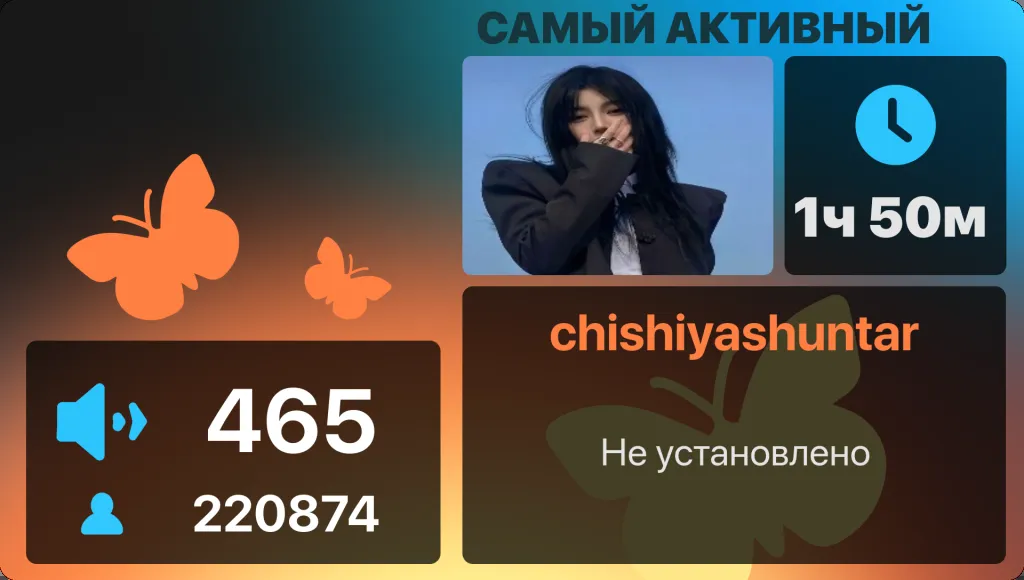 САМЫЙ АКТИВНЫЙ
1ч 50м
chishiyashuntar
Не установлено
465
220874